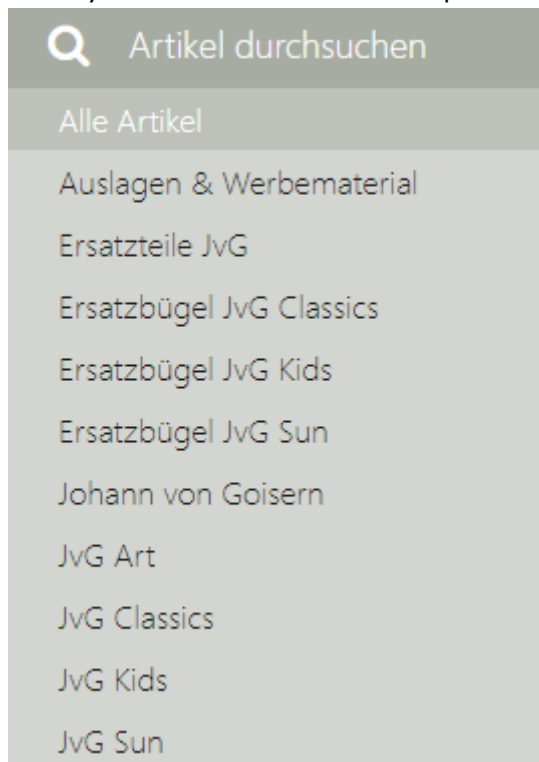 Artikel durchsuchen
Alle Artikel
Auslagen & Werbematerial
Ersatzteile JvG
Ersatzbügel JvG Classics
Ersatzbügel JvG Kids
Ersatzbügel JvG Sun
Johann von Goisern
JvG Art
JvG Classics
JvG Kids
JvG Sun